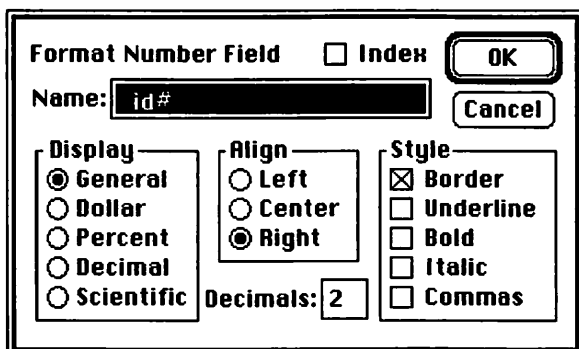 Format Number Field Index OK
Name: id# Cancel
Display Align Style
General Left Border
Dollar Center Underline
Percent Right Bold
Decimal Italic
Scientific Decimals: 2 Commas